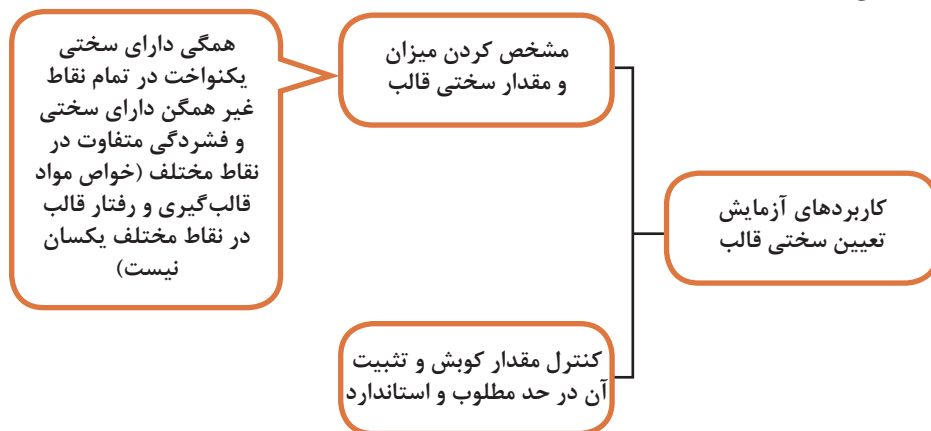 کاربردهای آزمایش
تعیین سختی قالب
مشخص کردن میزان
و مقدار سختی قالب
همگی دارای سختی
یکنواخت در تمام نقاط
غیر همگن دارای سختی
و فشردگی متفاوت در
نقاط مختلف (خواص مواد
قالب‌گیری و رفتار قالب
در نقاط مختلف یکسان
نیست)
کنترل مقدار کوبش و تثبیت
آن در حد مطلوب و استاندارد